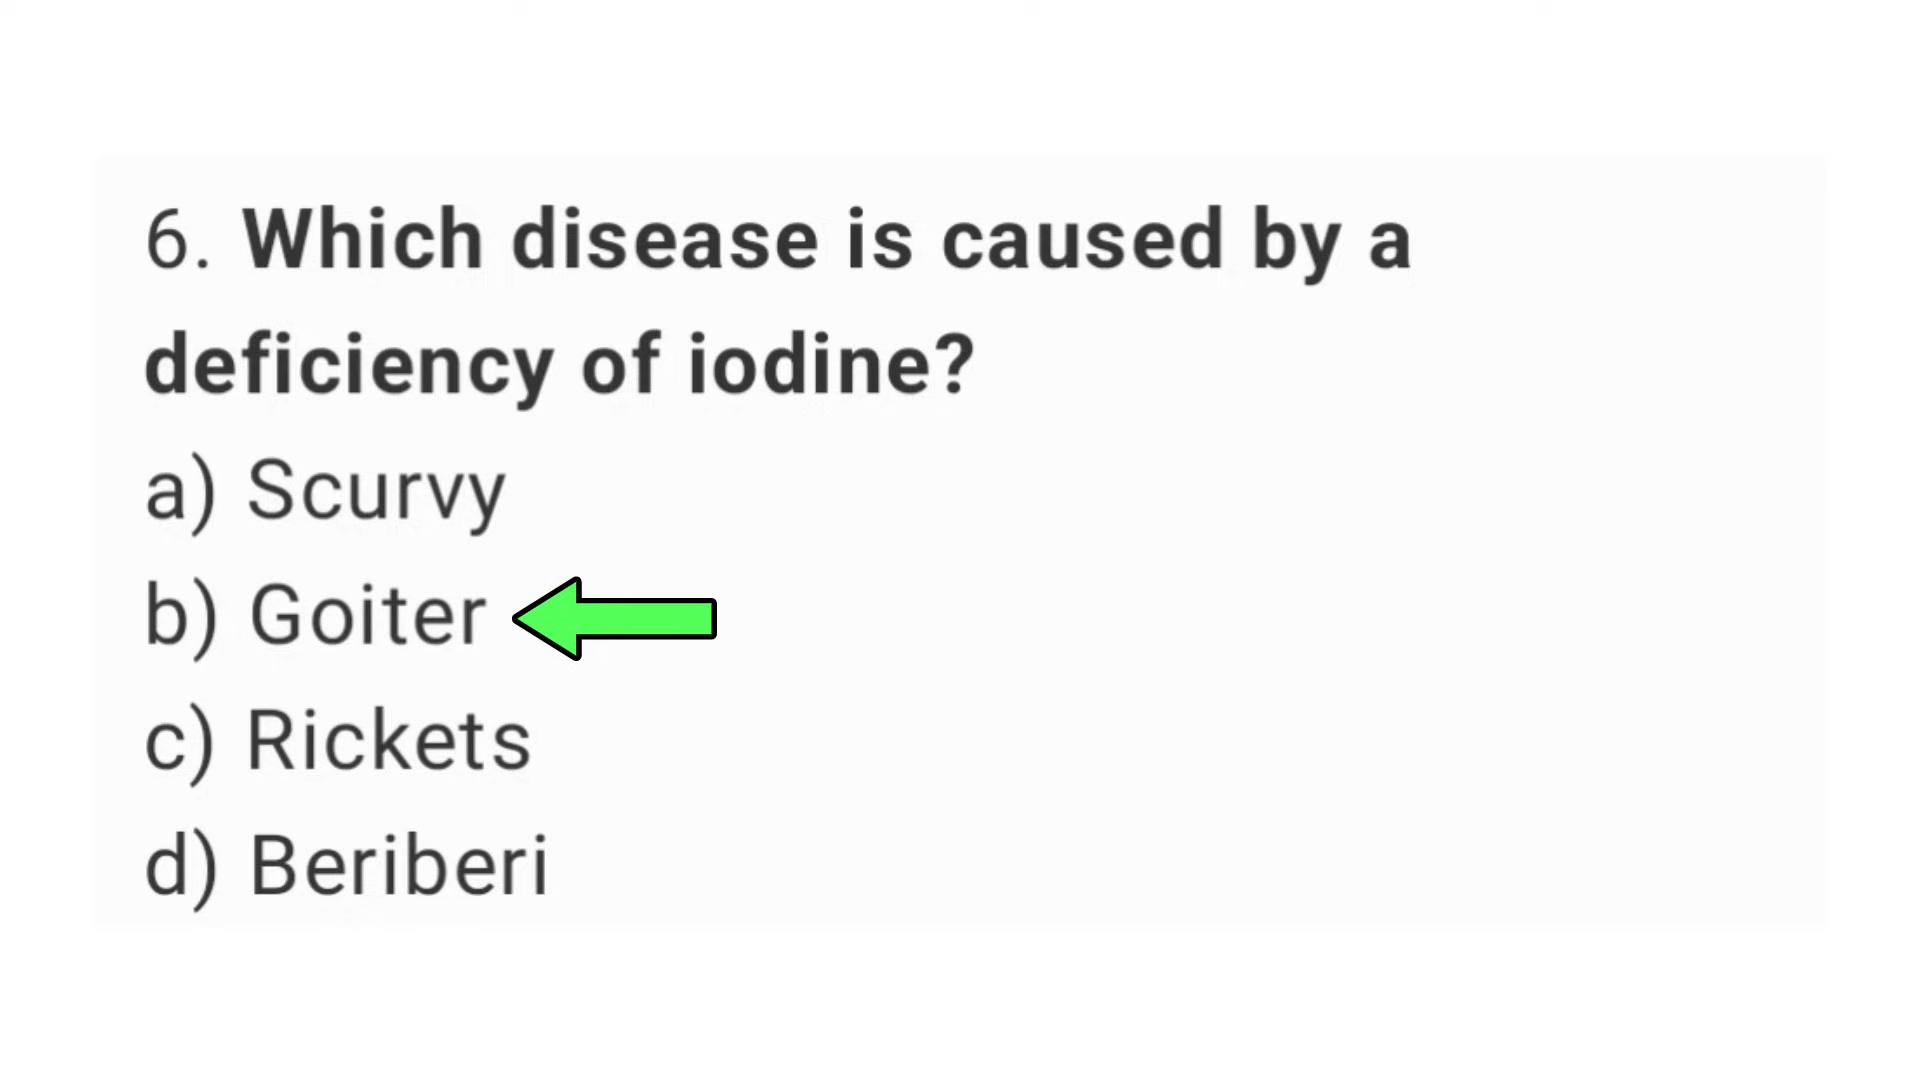 6. Which disease is caused by a
deficiency of iodine?
a) Scurvy
b) Goiter
c) Rickets
d) Beriberi